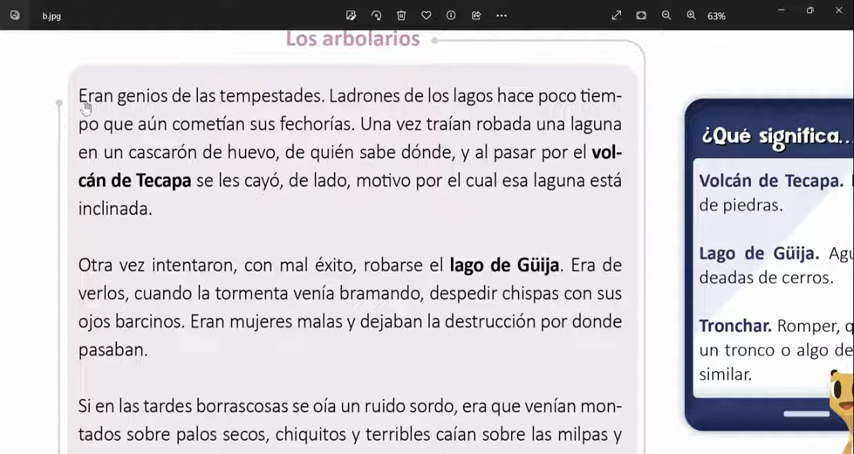 b.jpg
63%
Los arbolarios
Eran genios de las tempestades. Ladrones de los lagos hace poco tiem-
po que aún cometían sus fechorías. Una vez traían robada una laguna
en un cascarón de huevo, de quién sabe dónde, y al pasar por el vol-
cán de Tecapa se les cayó, de lado, motivo por el cual esa laguna está
inclinada.
Otra vez intentaron, con mal éxito, robarse el lago de Güija. Era de
verlos, cuando la tormenta venía bramando, despedir chispas con sus
ojos barcinos. Eran mujeres malas y dejaban la destrucción por donde
pasaban.
Si en las tardes borrascosas se oía un ruido sordo, era que venían mon-
tados sobre palos secos, chiquitos y terribles caían sobre las milpas y
¿Qué significa...
Volcán de Tecapa.
de piedras.
Lago de Güija. Agu
deadas de cerros.
Tronchar. Romper, q
un tronco o algo de
similar.